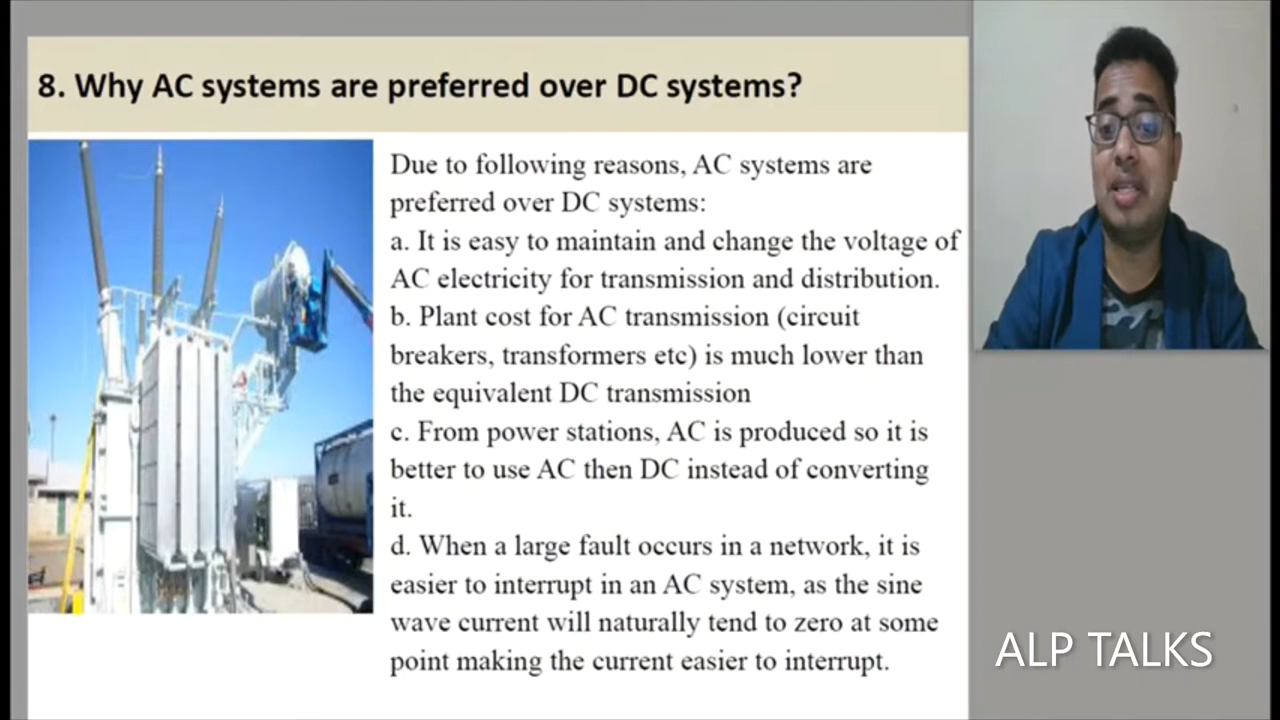 8. Why AC systems are preferred over DC systems?
Due to following reasons, AC systems are
preferred over DC systems:
a. It is easy to maintain and change the voltage of
AC electricity for transmission and distribution.
b. Plant cost for AC transmission (circuit
breakers, transformers etc) is much lower than
the equivalent DC transmission
c. From power stations, AC is produced so it is
better to use AC then DC instead of converting
it.
d. When a large fault occurs in a network, it is
easier to interrupt in an AC system, as the sine
wave current will naturally tend to zero at some
point making the current easier to interrupt.
ALP TALKS